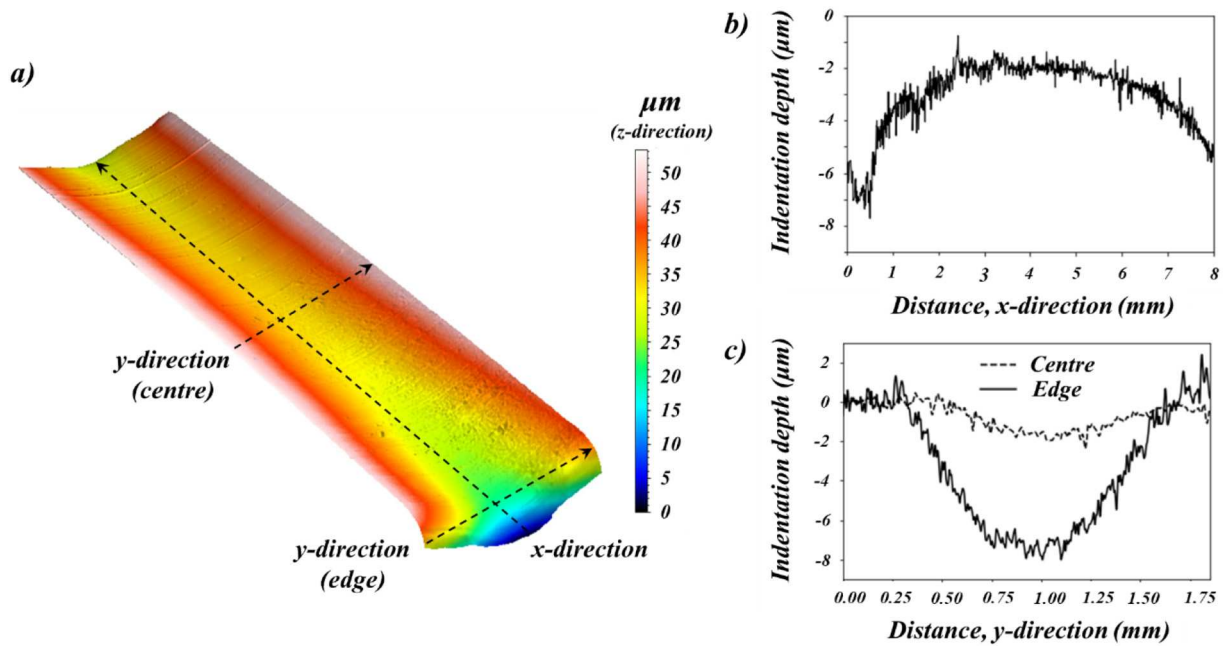 a)
μm
(z-direction)
50
45
40
35
30
25
20
15
10
5
0
y-direction
(centre)
y-direction
(edge)
x-direction
b)
Indentation depth (μm)
0
-2
-4
-6
-8
0 1 2 3 4 5 6 7 8
Distance, x-direction (mm)
c)
Indentation depth (μm)
2
0
-2
-4
-6
-8
Centre
Edge
0.00 0.25 0.50 0.75 1.00 1.25 1.50 1.75
Distance, y-direction (mm)